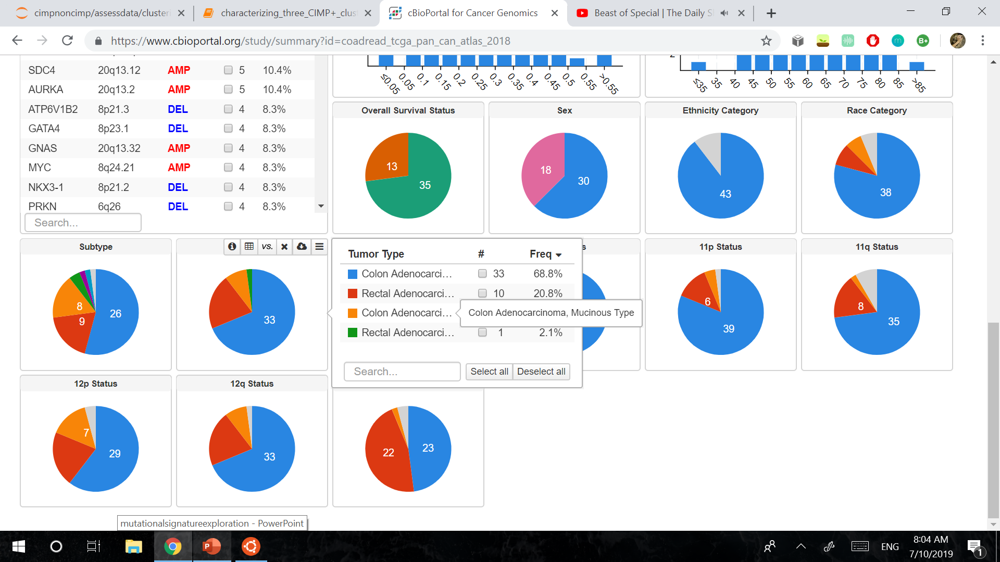 cimpnoncimp/assessdata/clusteri
characterizing_three_CIMP+_clust
cBioPortal for Cancer Genomics
Beast of Special | The Daily S
https://www.cbioportal.org/study/summary?id=coadread_tcga_pan_can_atlas_2018
m
B+
SDC4 20q13.12 AMP 5 10.4%
AURKA 20q13.2 AMP 5 10.4%
ATP6V1B2 8p21.3 DEL 4 8.3%
GATA4 8p23.1 DEL 4 8.3%
GNAS 20q13.32 AMP 4 8.3%
MYC 8q24.21 AMP 4 8.3%
NKX3-1 8p21.2 DEL 4 8.3%
PRKN 6q26 DEL 4 8.3%
Search...
≤0.05 0.05 0.1 0.15 0.2 0.25 0.3 0.35 0.4 0.45 0.5 0.55 >0.55
2
≤35 35 40 45 50 55 60 65 70 75 80 85 >85
Overall Survival Status
13
35
Sex
18
30
Ethnicity Category
43
Race Category
38
Subtype
8
9
26
vs.
33
Tumor Type # Freq
Colon Adenocarci... 33 68.8%
Rectal Adenocarci... 10 20.8%
Colon Adenocarci...
Colon Adenocarcinoma, Mucinous Type
Rectal Adenocarci... 1 2.1%
Search...
Select all
Deselect all
s
11p Status
6
39
11q Status
8
35
12p Status
7
29
12q Status
33
22
23
mutationalsignatureexploration - PowerPoint
P
ENG
8:04 AM
7/10/2019
1